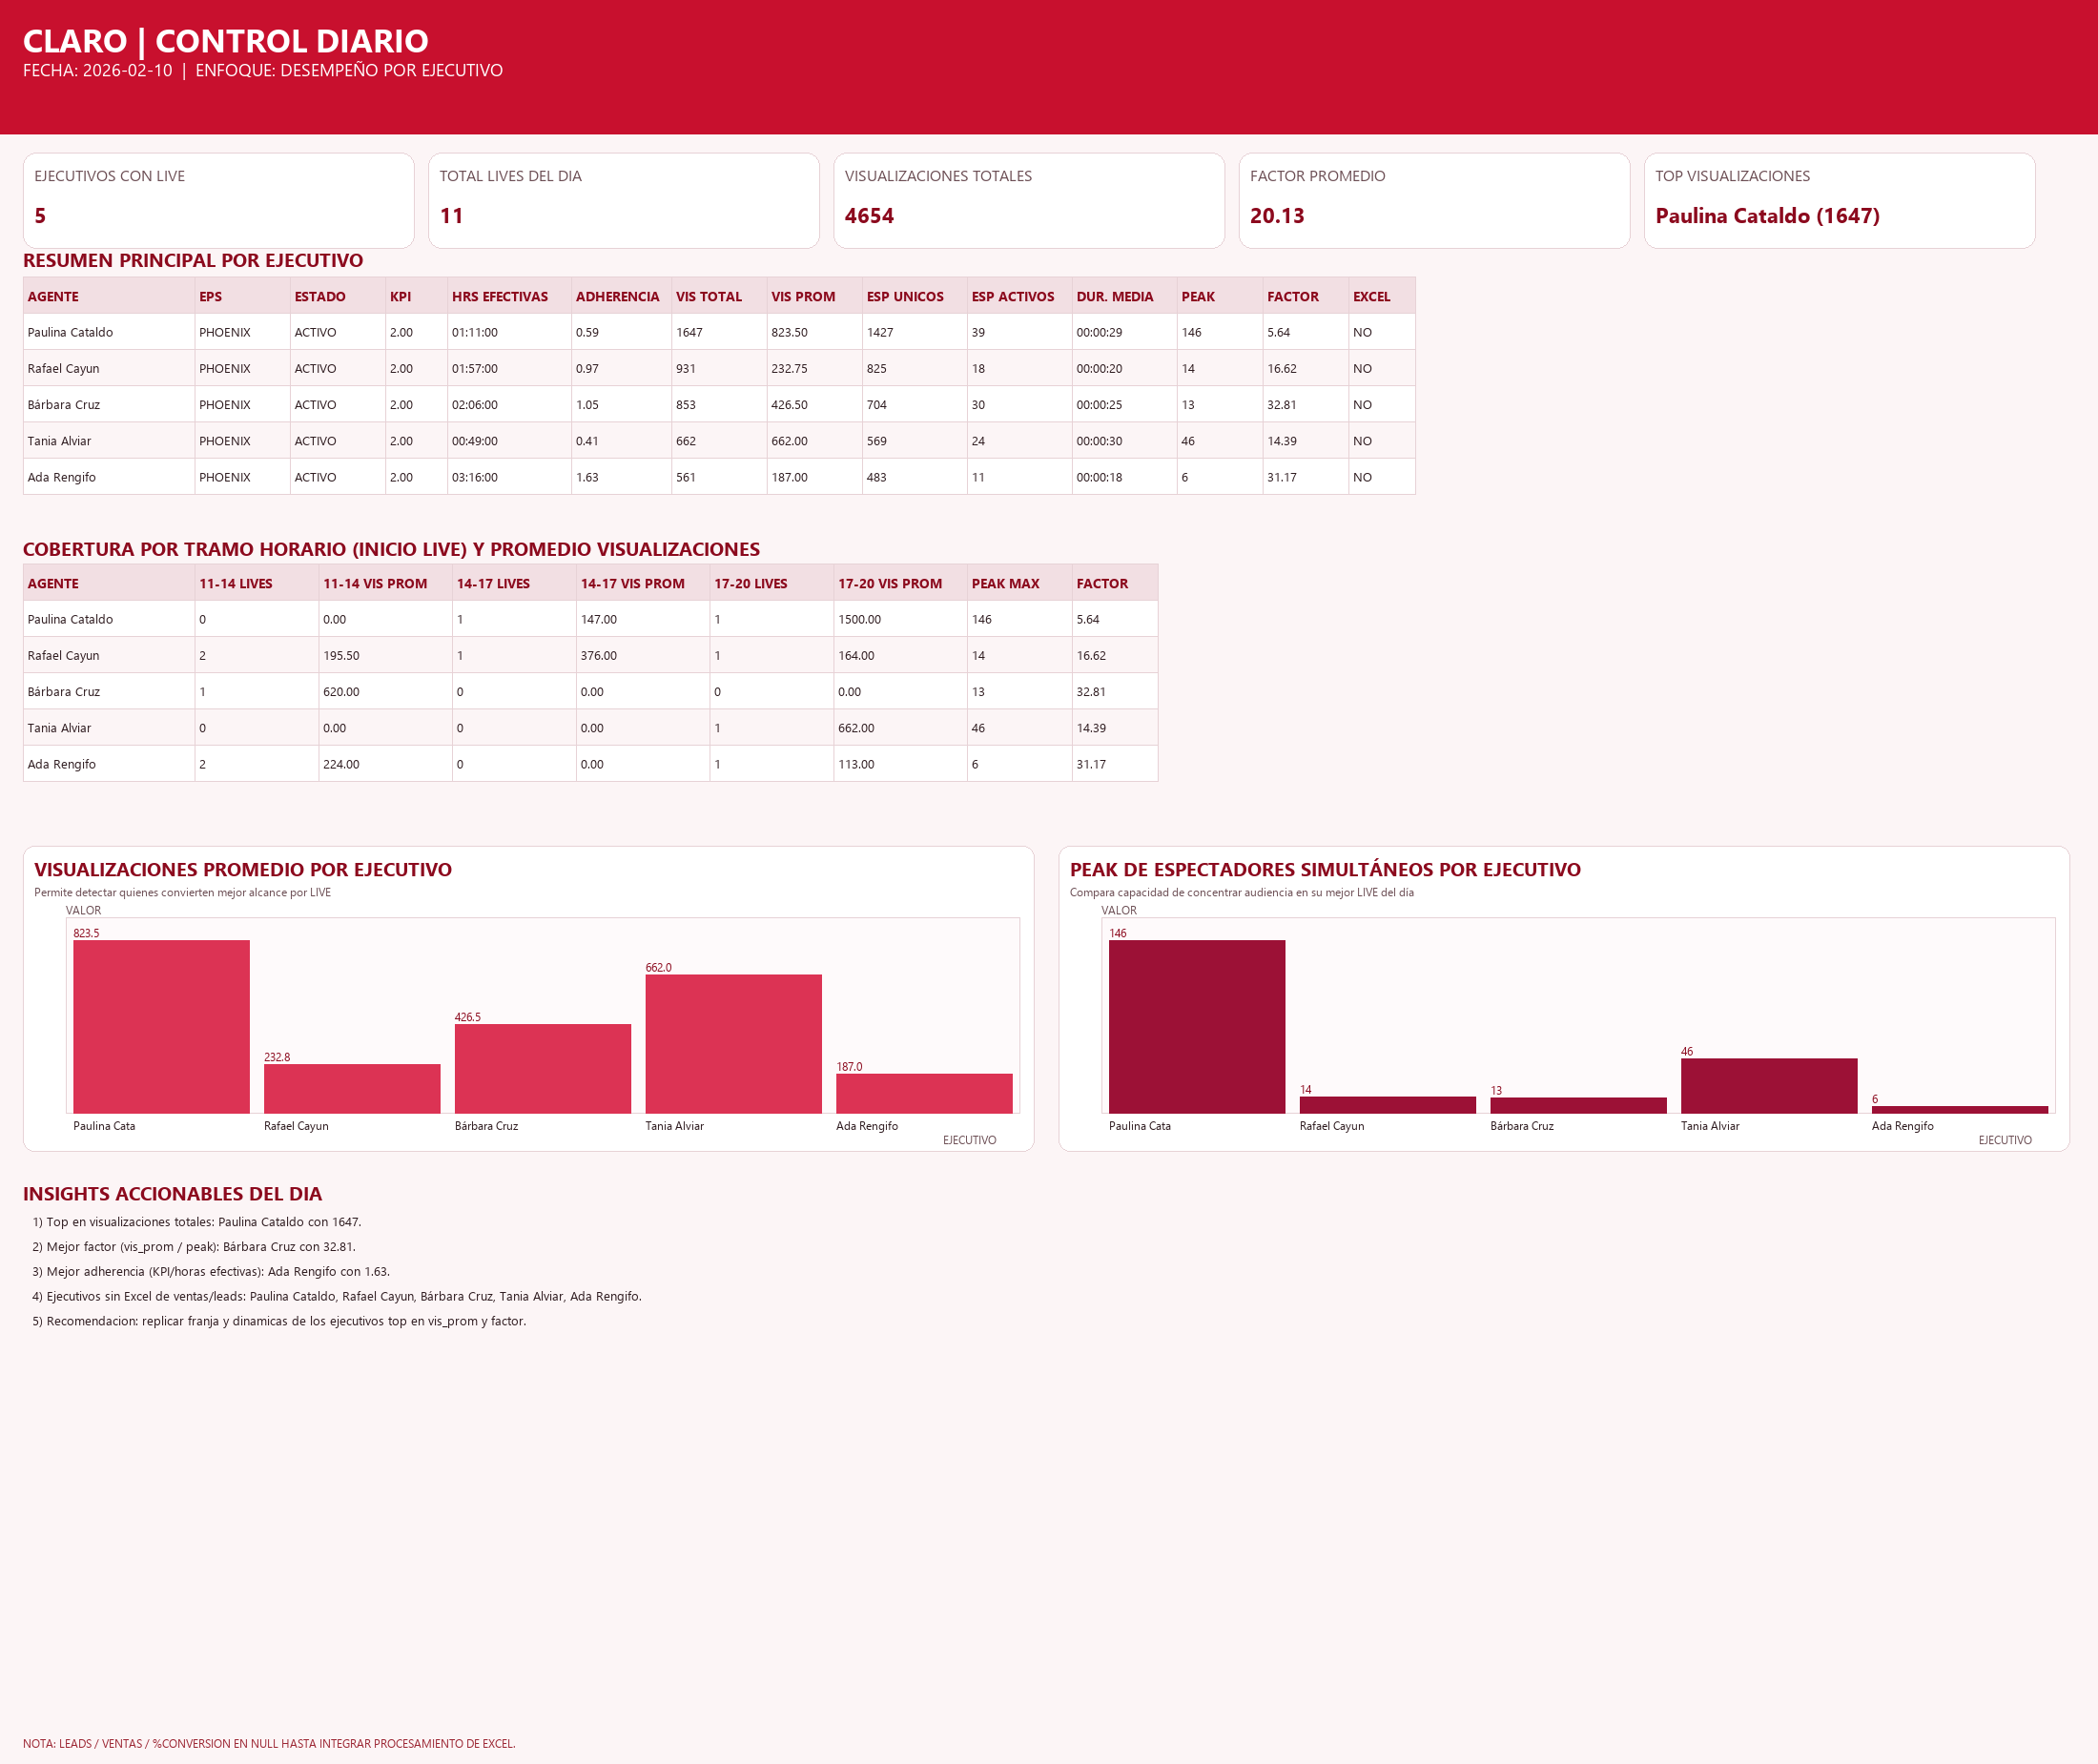 CLARO | CONTROL DIARIO
FECHA: 2026-02-10 | ENFOQUE: DESEMPEÑO POR EJECUTIVO
EJECUTIVOS CON LIVE
5
TOTAL LIVES DEL DIA
11
VISUALIZACIONES TOTALES
4654
FACTOR PROMEDIO
20.13
TOP VISUALIZACIONES
Paulina Cataldo (1647)
RESUMEN PRINCIPAL POR EJECUTIVO
AGENTE EPS ESTADO KPI HRS EFECTIVAS ADHERENCIA VIS TOTAL VIS PROM ESP UNICOS ESP ACTIVOS DUR. MEDIA PEAK FACTOR EXCEL
Paulina Cataldo PHOENIX ACTIVO 2.00 01:11:00 0.59 1647 823.50 1427 39 00:00:29 146 5.64 NO
Rafael Cayun PHOENIX ACTIVO 2.00 01:57:00 0.97 931 232.75 825 18 00:00:20 14 16.62 NO
Bárbara Cruz PHOENIX ACTIVO 2.00 02:06:00 1.05 853 426.50 704 30 00:00:25 13 32.81 NO
Tania Alviar PHOENIX ACTIVO 2.00 00:49:00 0.41 662 662.00 569 24 00:00:30 46 14.39 NO
Ada Rengifo PHOENIX ACTIVO 2.00 03:16:00 1.63 561 187.00 483 11 00:00:18 6 31.17 NO
COBERTURA POR TRAMO HORARIO (INICIO LIVE) Y PROMEDIO VISUALIZACIONES
AGENTE 11-14 LIVES 11-14 VIS PROM 14-17 LIVES 14-17 VIS PROM 17-20 LIVES 17-20 VIS PROM PEAK MAX FACTOR
Paulina Cataldo 0 0.00 1 147.00 1 1500.00 146 5.64
Rafael Cayun 2 195.50 1 376.00 1 164.00 14 16.62
Bárbara Cruz 1 620.00 0 0.00 0 0.00 13 32.81
Tania Alviar 0 0.00 0 0.00 1 662.00 46 14.39
Ada Rengifo 2 224.00 0 0.00 1 113.00 6 31.17
VISUALIZACIONES PROMEDIO POR EJECUTIVO
Permite detectar quienes convierten mejor alcance por LIVE
VALOR
823.5 232.8 426.5 662.0 187.0
Paulina Cata Rafael Cayun Bárbara Cruz Tania Alviar Ada Rengifo
EJECUTIVO
PEAK DE ESPECTADORES SIMULTÁNEOS POR EJECUTIVO
Compara capacidad de concentrar audiencia en su mejor LIVE del día
VALOR
146 14 13 46 6
Paulina Cata Rafael Cayun Bárbara Cruz Tania Alviar Ada Rengifo
EJECUTIVO
INSIGHTS ACCIONABLES DEL DIA
1) Top en visualizaciones totales: Paulina Cataldo con 1647.
2) Mejor factor (vis_prom / peak): Bárbara Cruz con 32.81.
3) Mejor adherencia (KPI/horas efectivas): Ada Rengifo con 1.63.
4) Ejecutivos sin Excel de ventas/leads: Paulina Cataldo, Rafael Cayun, Bárbara Cruz, Tania Alviar, Ada Rengifo.
5) Recomendacion: replicar franja y dinamicas de los ejecutivos top en vis_prom y factor.
NOTA: LEADS / VENTAS / %CONVERSION EN NULL HASTA INTEGRAR PROCESAMIENTO DE EXCEL.